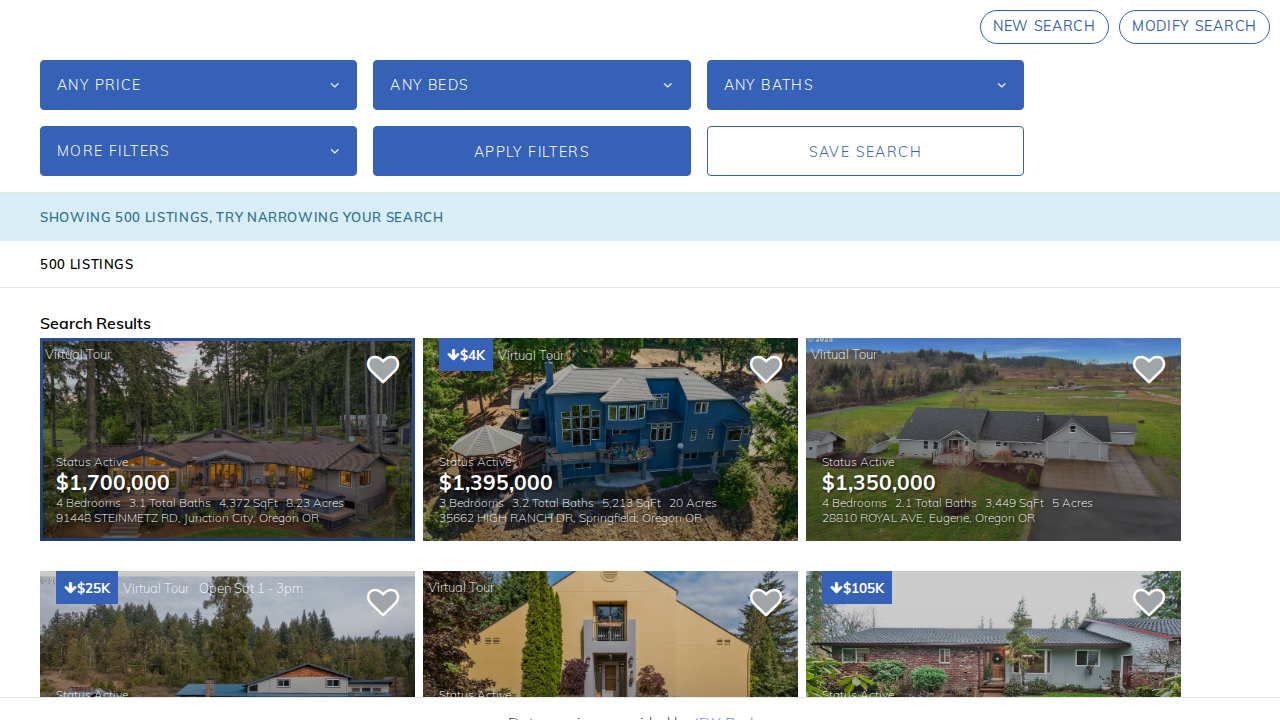 NEW SEARCH
MODIFY SEARCH
ANY PRICE
ANY BEDS
ANY BATHS
MORE FILTERS
APPLY FILTERS
SAVE SEARCH
SHOWING 500 LISTINGS, TRY NARROWING YOUR SEARCH
500 LISTINGS
Search Results
Virtual Tour
Status Active
$1,700,000
4 Bedrooms 3.1 Total Baths 4,372 SqFt 8.23 Acres
91448 STEINMETZ RD, Junction City, Oregon OR
$4K Virtual Tour
Status Active
$1,395,000
3 Bedrooms 3.2 Total Baths 5,213 SqFt 20 Acres
35662 HIGH RANCH DR, Springfield, Oregon OR
© 2025
Virtual Tour
Status Active
$1,350,000
4 Bedrooms 2.1 Total Baths 3,449 SqFt 5 Acres
28810 ROYAL AVE, Eugene, Oregon OR
$25K Virtual Tour Open Sat 1 - 3pm
Status Active
Virtual Tour
Status Active
$105K
Status Active